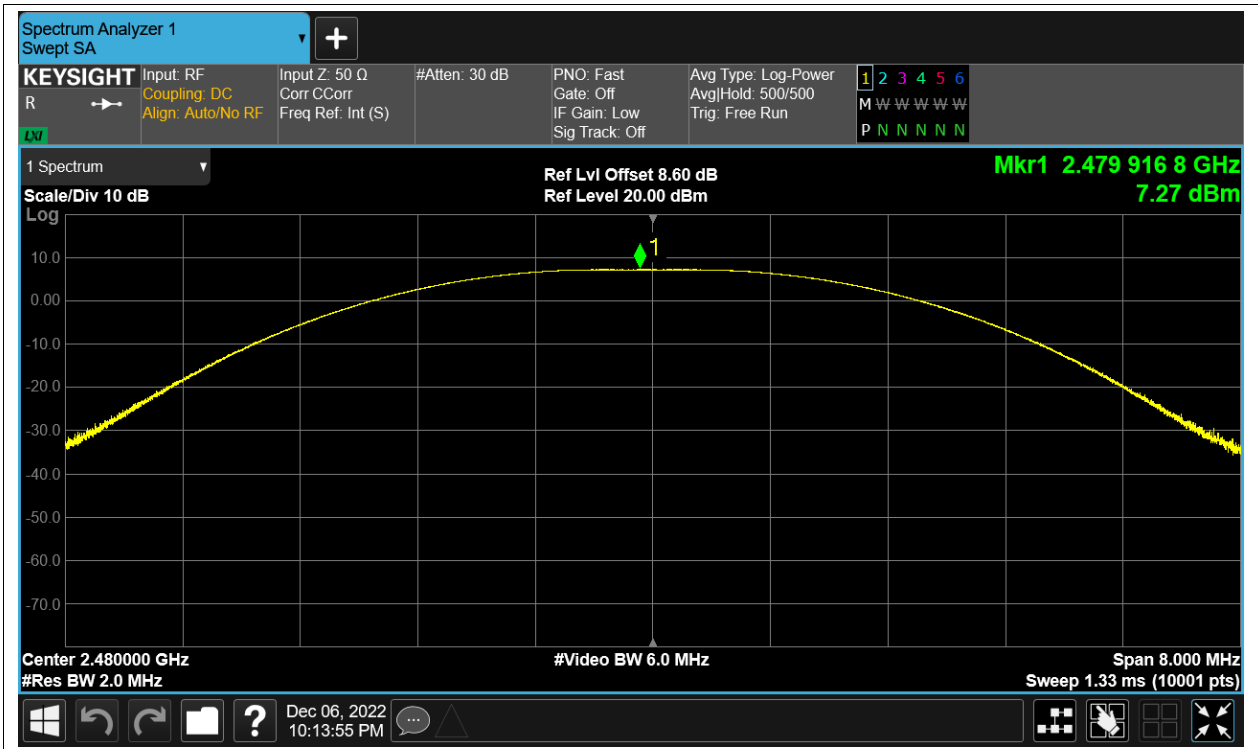 Spectrum Analyzer 1
Swept SA
KEYSIGHT
R
LXI
Input: RF
Coupling: DC
Align: Auto/No RF
Input Z: 50 Ω
Corr CCorr
Freq Ref: Int (S)
#Atten: 30 dB
PNO: Fast
Gate: Off
IF Gain: Low
Sig Track: Off
Avg Type: Log-Power
Avg|Hold: 500/500
Trig: Free Run
1 2 3 4 5 6
M W W W W W W
P N N N N N N
1 Spectrum
Scale/Div 10 dB
Ref Lvl Offset 8.60 dB
Ref Level 20.00 dBm
Mkr1 2.479 916 8 GHz
7.27 dBm
Log
1
10.0
0.00
-10.0
-20.0
-30.0
-40.0
-50.0
-60.0
-70.0
Center 2.480000 GHz
#Video BW 6.0 MHz
Span 8.000 MHz
#Res BW 2.0 MHz
Sweep 1.33 ms (10001 pts)
?
Dec 06, 2022
10:13:55 PM